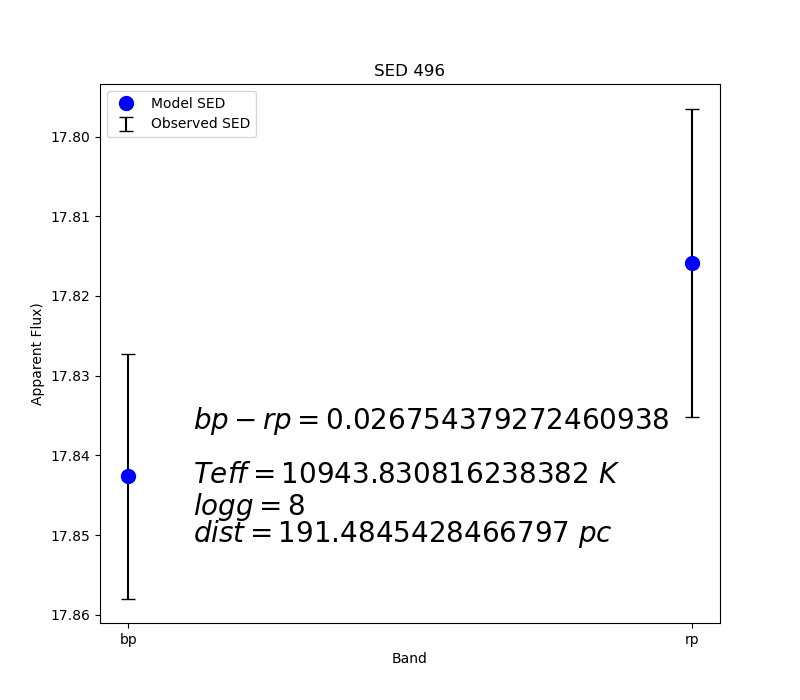 SED 496
Model SED
Observed SED
17.80
17.81
17.82
17.83
17.84
17.85
17.86
Apparent Flux)
bp − rp = 0.026754379272460938
Teff = 10943.830816238382 K
logg = 8
dist = 191.4845428466797 pc
bp
rp
Band